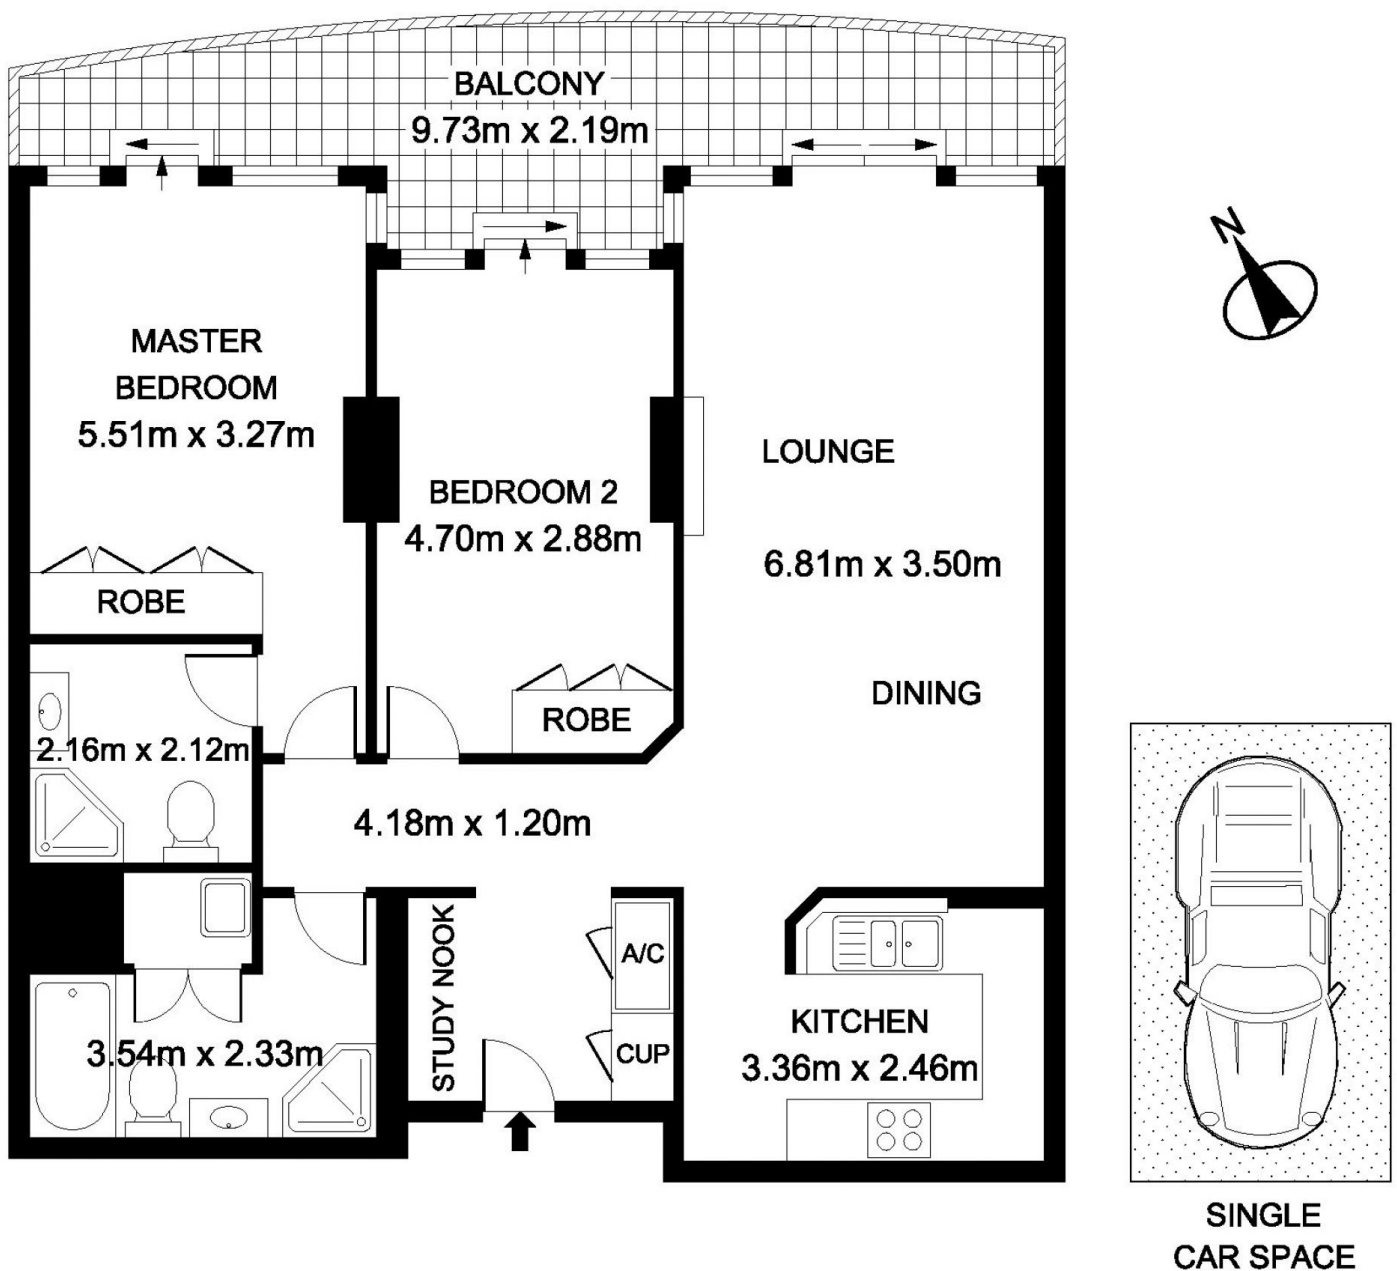 BALCONY
9.73m x 2.19m
N
MASTER
BEDROOM
5.51m x 3.27m
LOUNGE
BEDROOM 2
4.70m x 2.88m
6.81m x 3.50m
ROBE
DINING
ROBE
2.16m x 2.12m
4.18m x 1.20m
STUDY NOOK
A/C
CUP
KITCHEN
3.36m x 2.46m
3.54m x 2.33m
SINGLE
CAR SPACE